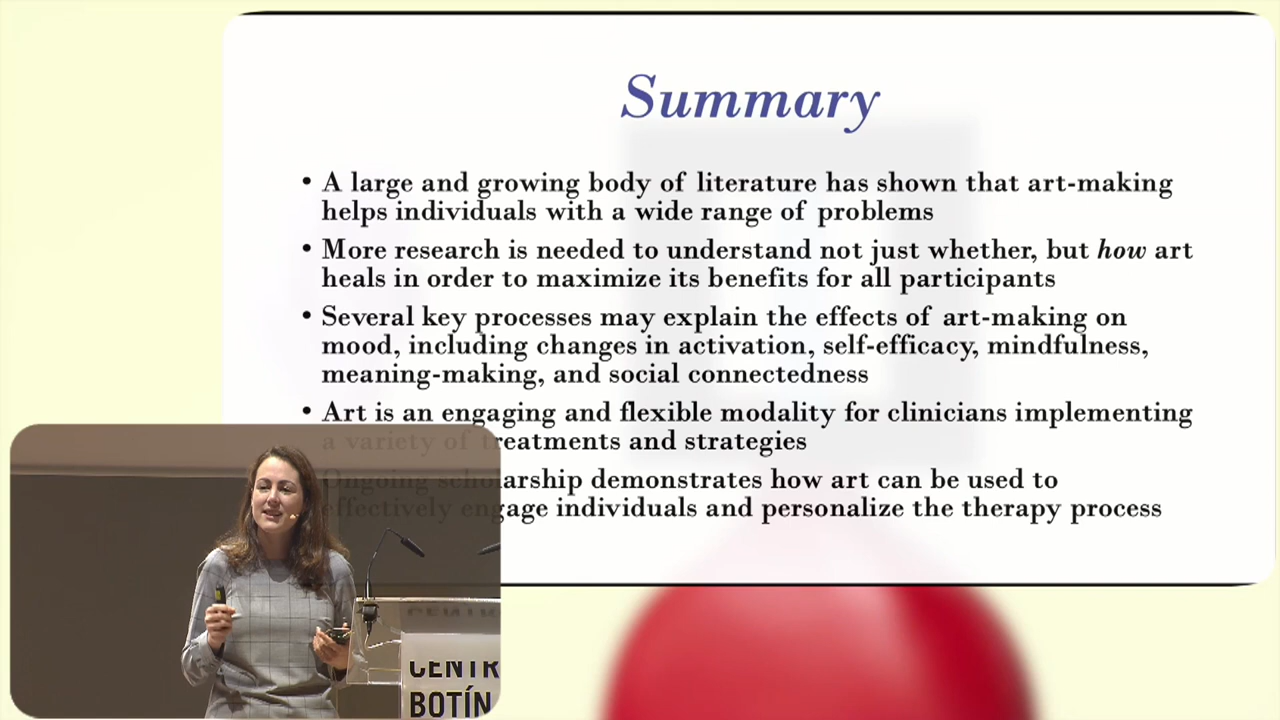 Summary
• A large and growing body of literature has shown that art-making
helps individuals with a wide range of problems
• More research is needed to understand not just whether, but how art
heals in order to maximize its benefits for all participants
• Several key processes may explain the effects of art-making on
mood, including changes in activation, self-efficacy, mindfulness,
meaning-making, and social connectedness
• Art is an engaging and flexible modality for clinicians implementing
a variety of treatments and strategies
• Ongoing scholarship demonstrates how art can be used to
effectively engage individuals and personalize the therapy process
CENTR
BOTÍN